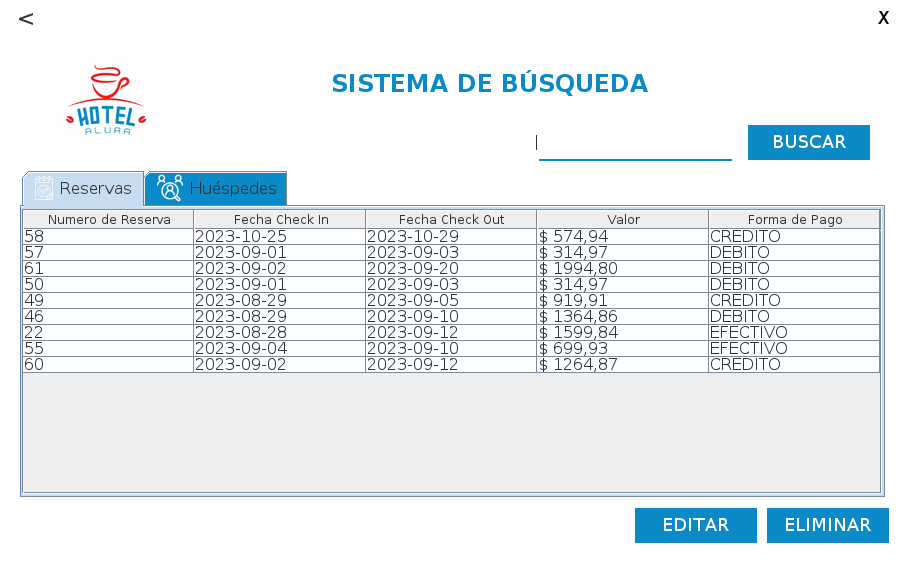 <
X
HOTEL
ALURA
SISTEMA DE BÚSQUEDA
BUSCAR
Reservas Huéspedes
Numero de Reserva Fecha Check In Fecha Check Out Valor Forma de Pago
58 2023-10-25 2023-10-29 $ 574,94 CREDITO
57 2023-09-01 2023-09-03 $ 314,97 DEBITO
61 2023-09-02 2023-09-20 $ 1994,80 DEBITO
50 2023-09-01 2023-09-03 $ 314,97 DEBITO
49 2023-08-29 2023-09-05 $ 919,91 CREDITO
46 2023-08-29 2023-09-10 $ 1364,86 DEBITO
22 2023-08-28 2023-09-12 $ 1599,84 EFECTIVO
55 2023-09-04 2023-09-10 $ 699,93 EFECTIVO
60 2023-09-02 2023-09-12 $ 1264,87 CREDITO
EDITAR ELIMINAR